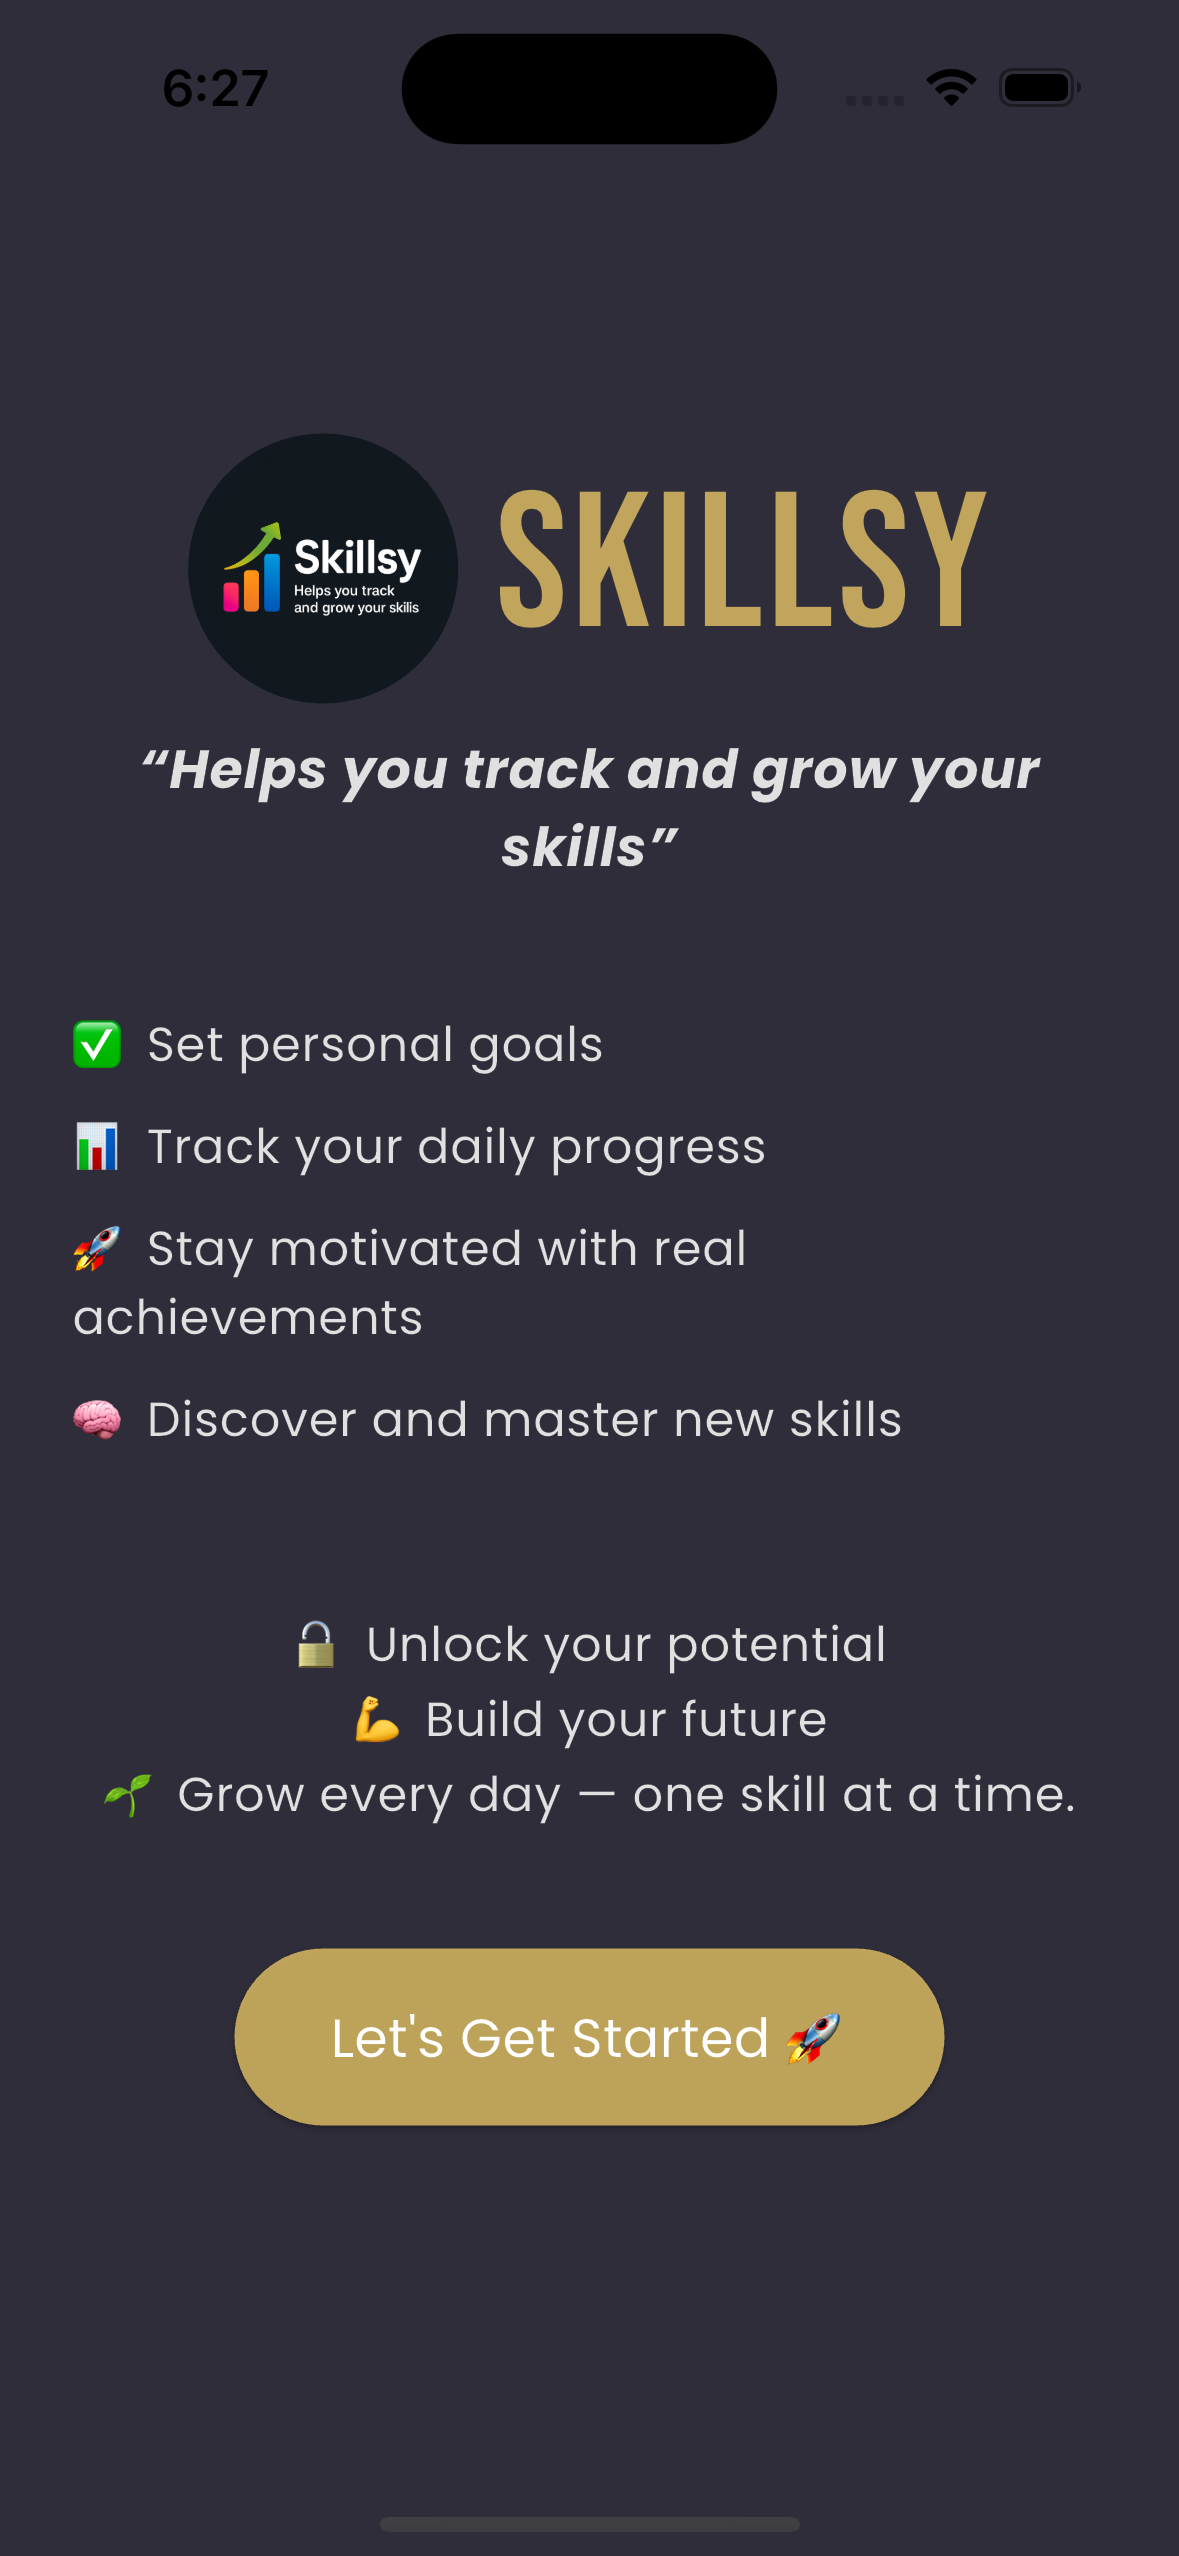 6:27
Skillsy
Helps you track
and grow your skills
SKILLSY
“Helps you track and grow your
skills”
✅ Set personal goals
📊 Track your daily progress
🚀 Stay motivated with real
achievements
🧠 Discover and master new skills
🔓 Unlock your potential
💪 Build your future
🌱 Grow every day — one skill at a time.
Let's Get Started 🚀